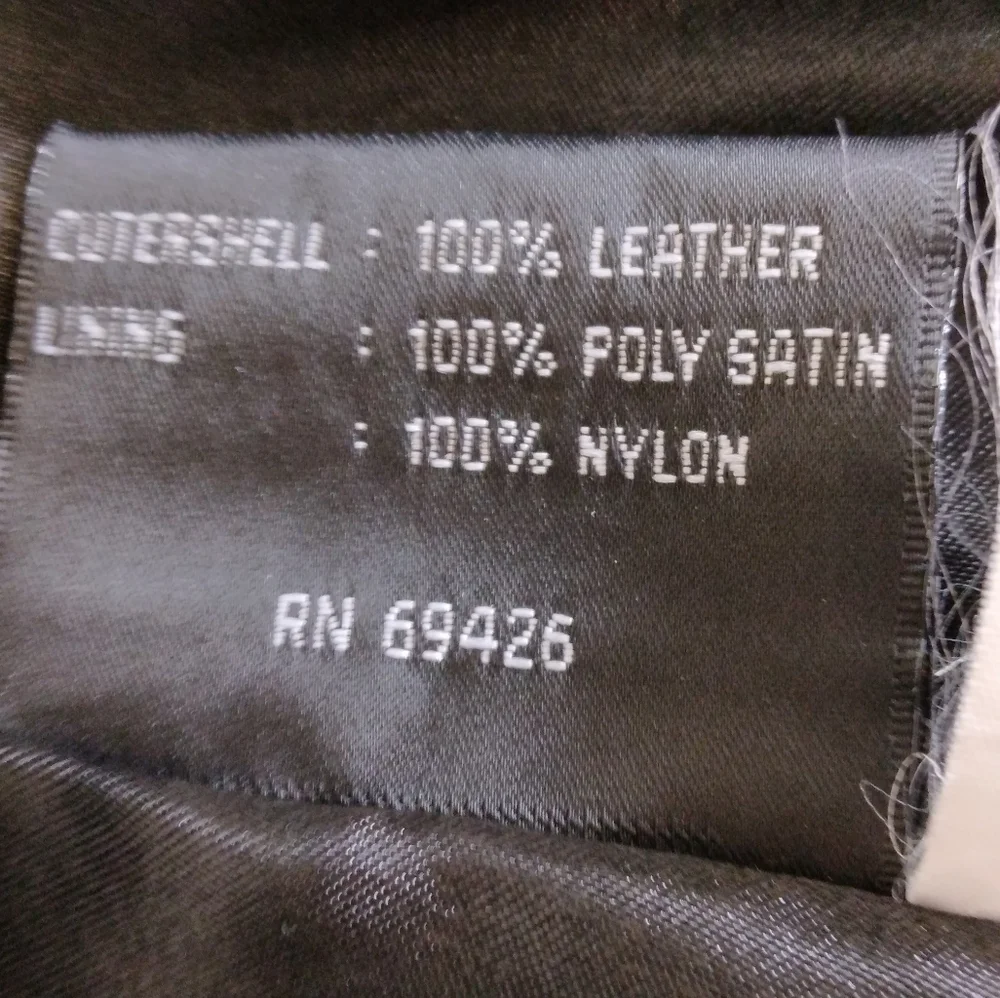 OUTERSHELL : 100% LEATHER
LINING : 100% POLY SATIN
: 100% NYLON
RN 69426